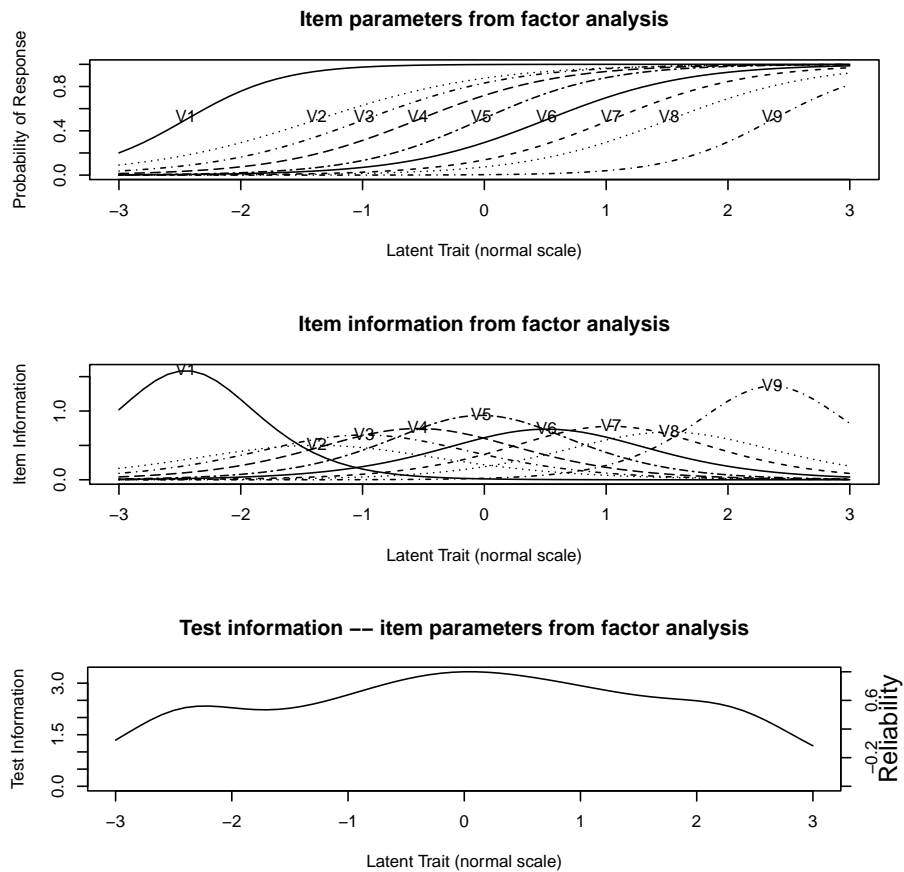 Item parameters from factor analysis
Probability of Response
0.0 0.4 0.8
V1 V2 V3 V4 V5 V6 V7 V8 V9
−3 −2 −1 0 1 2 3
Latent Trait (normal scale)
Item information from factor analysis
Item Information
0.0 1.0
V1 V2 V3 V4 V5 V6 V7 V8 V9
−3 −2 −1 0 1 2 3
Latent Trait (normal scale)
Test information −− item parameters from factor analysis
Test Information
0.0 1.5 3.0
−0.2 0.6
Reliability
−3 −2 −1 0 1 2 3
Latent Trait (normal scale)